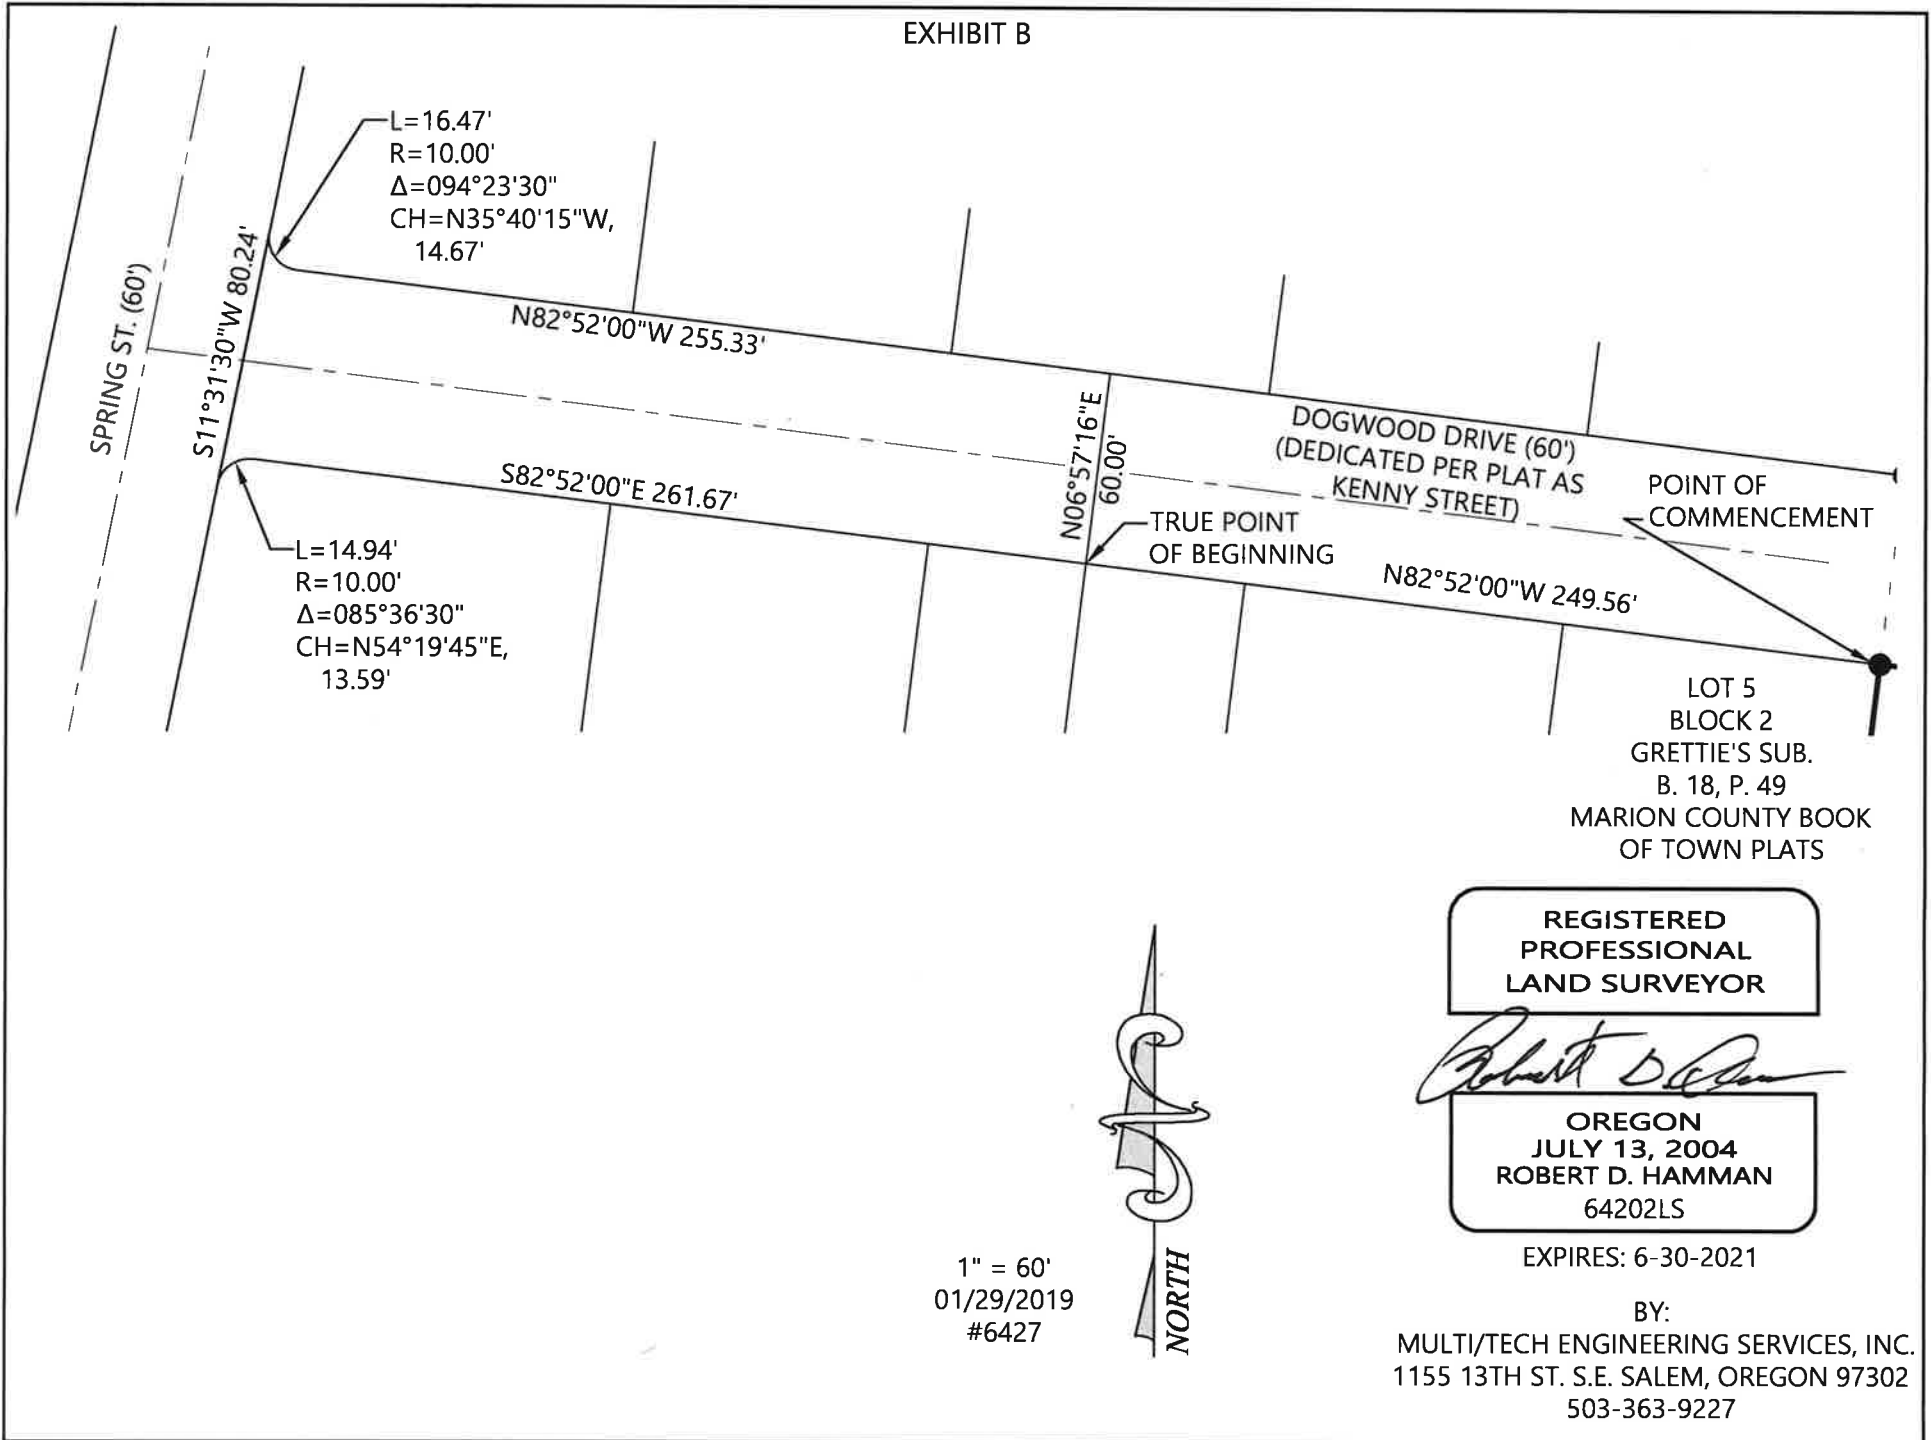 EXHIBIT B
L=16.47'
R=10.00'
Δ=094°23'30"
CH=N35°40'15"W,
14.67'
SPRING ST. (60')
S11°31'30"W 80.24'
N82°52'00"W 255.33'
S82°52'00"E 261.67'
N06°57'16"E
60.00'
DOGWOOD DRIVE (60')
(DEDICATED PER PLAT AS
KENNY STREET)
POINT OF
COMMENCEMENT
TRUE POINT
OF BEGINNING
N82°52'00"W 249.56'
L=14.94'
R=10.00'
Δ=085°36'30"
CH=N54°19'45"E,
13.59'
LOT 5
BLOCK 2
GRETTIE'S SUB.
B. 18, P. 49
MARION COUNTY BOOK
OF TOWN PLATS
REGISTERED
PROFESSIONAL
LAND SURVEYOR
OREGON
JULY 13, 2004
ROBERT D. HAMMAN
64202LS
EXPIRES: 6-30-2021
1" = 60'
01/29/2019
#6427
NORTH
BY:
MULTI/TECH ENGINEERING SERVICES, INC.
1155 13TH ST. S.E. SALEM, OREGON 97302
503-363-9227